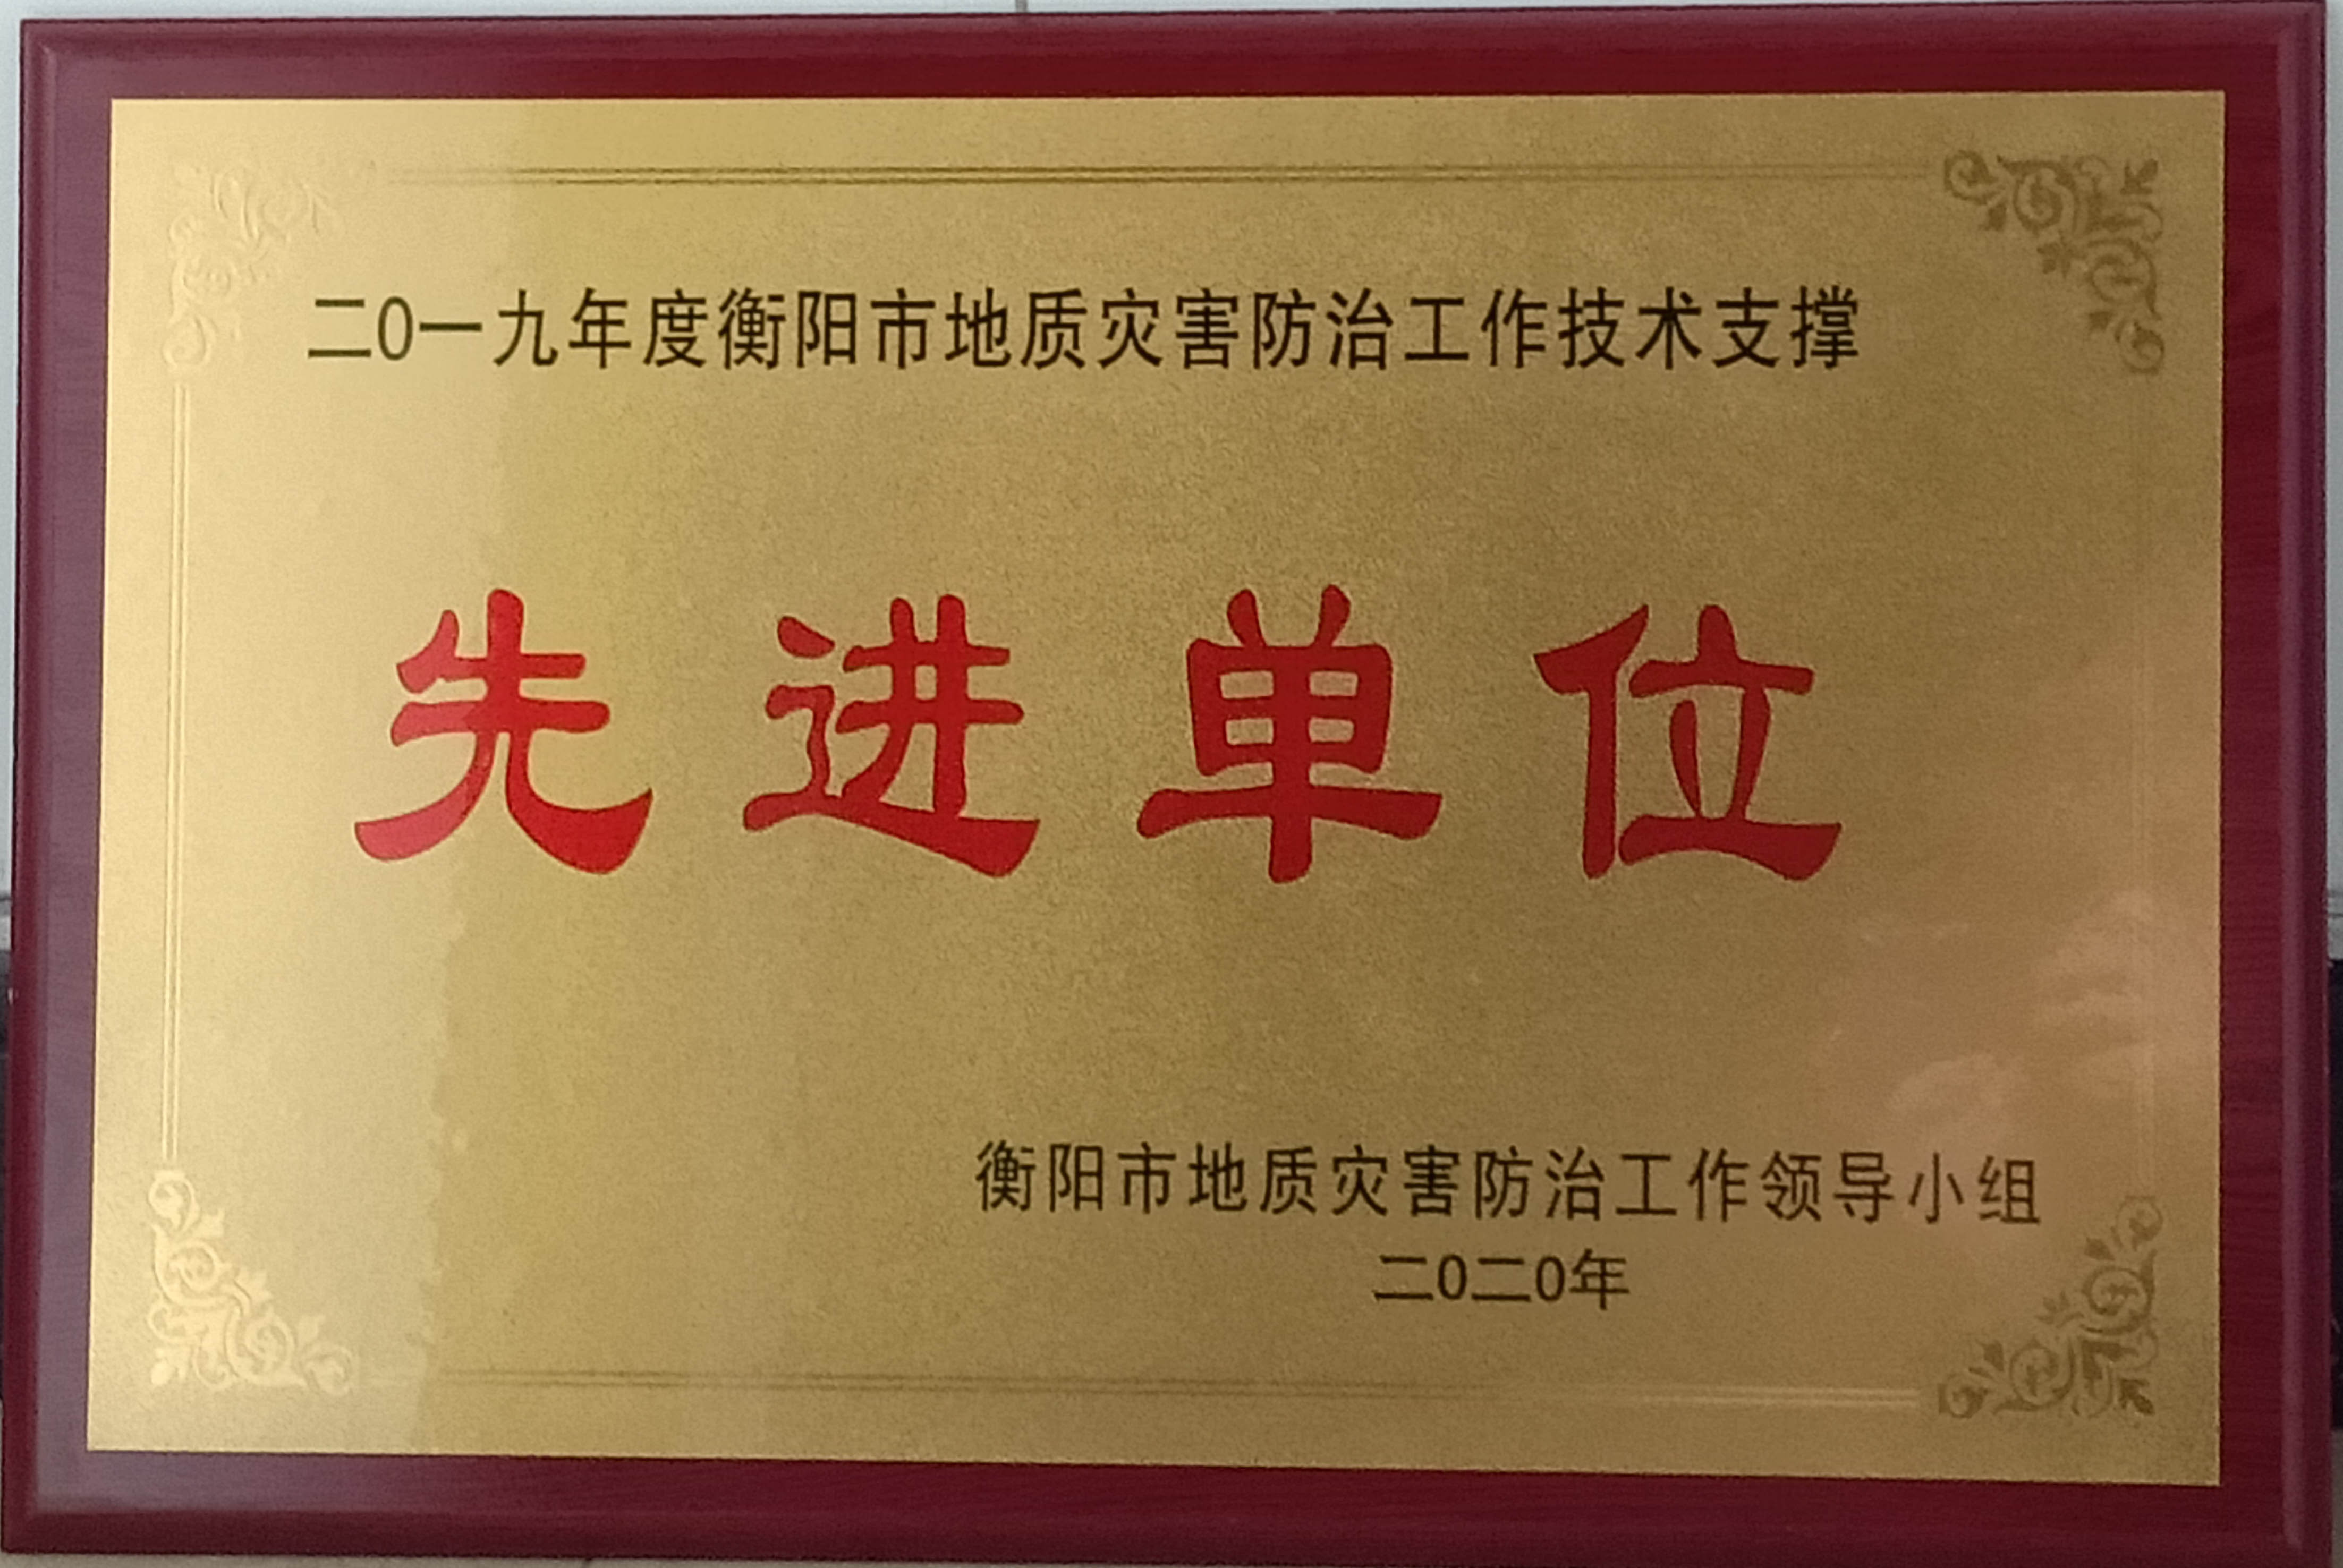 二0一九年度衡阳市地质灾害防治工作技术支撑
先进单位
衡阳市地质灾害防治工作领导小组
二0二0年